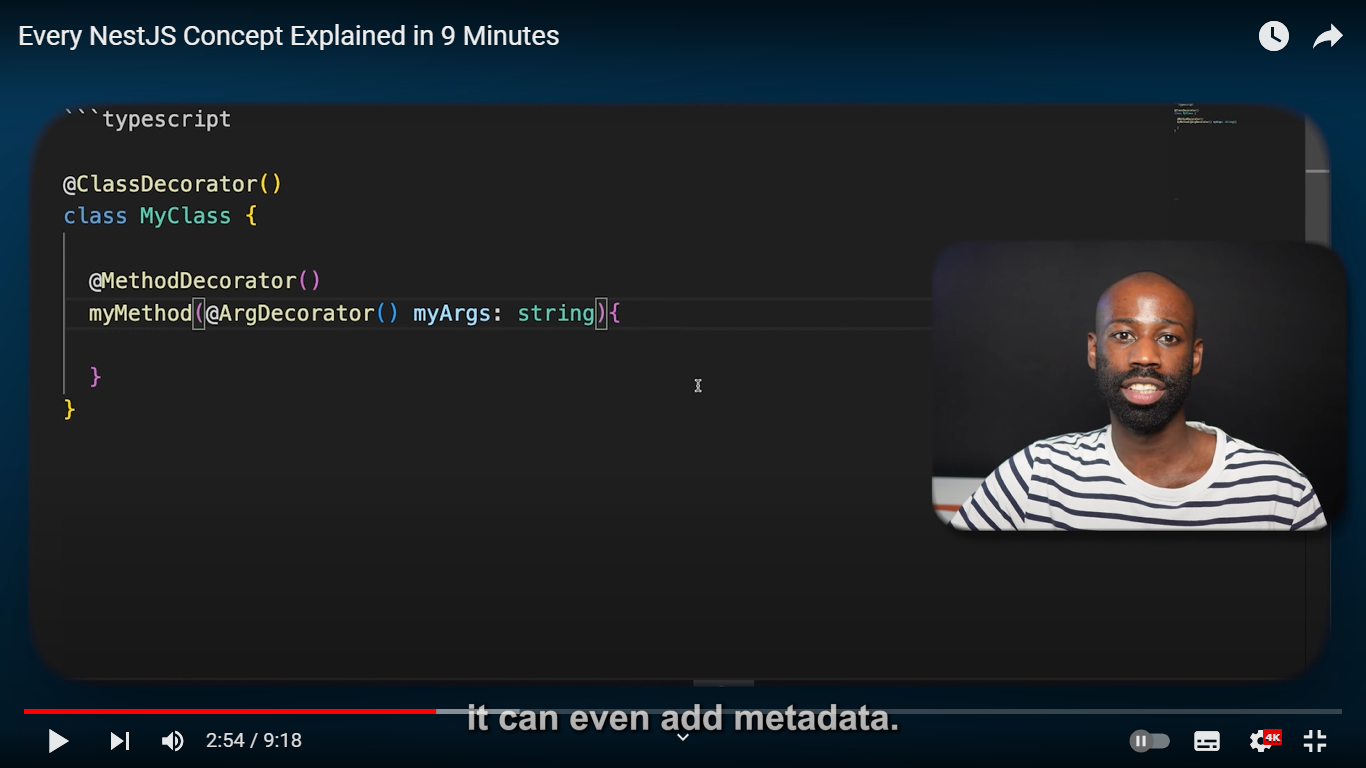 Every NestJS Concept Explained in 9 Minutes
```typescript
@ClassDecorator()
class MyClass {
@MethodDecorator()
myMethod(@ArgDecorator() myArgs: string){
}
}
it can even add metadata.
2:54 / 9:18
4K